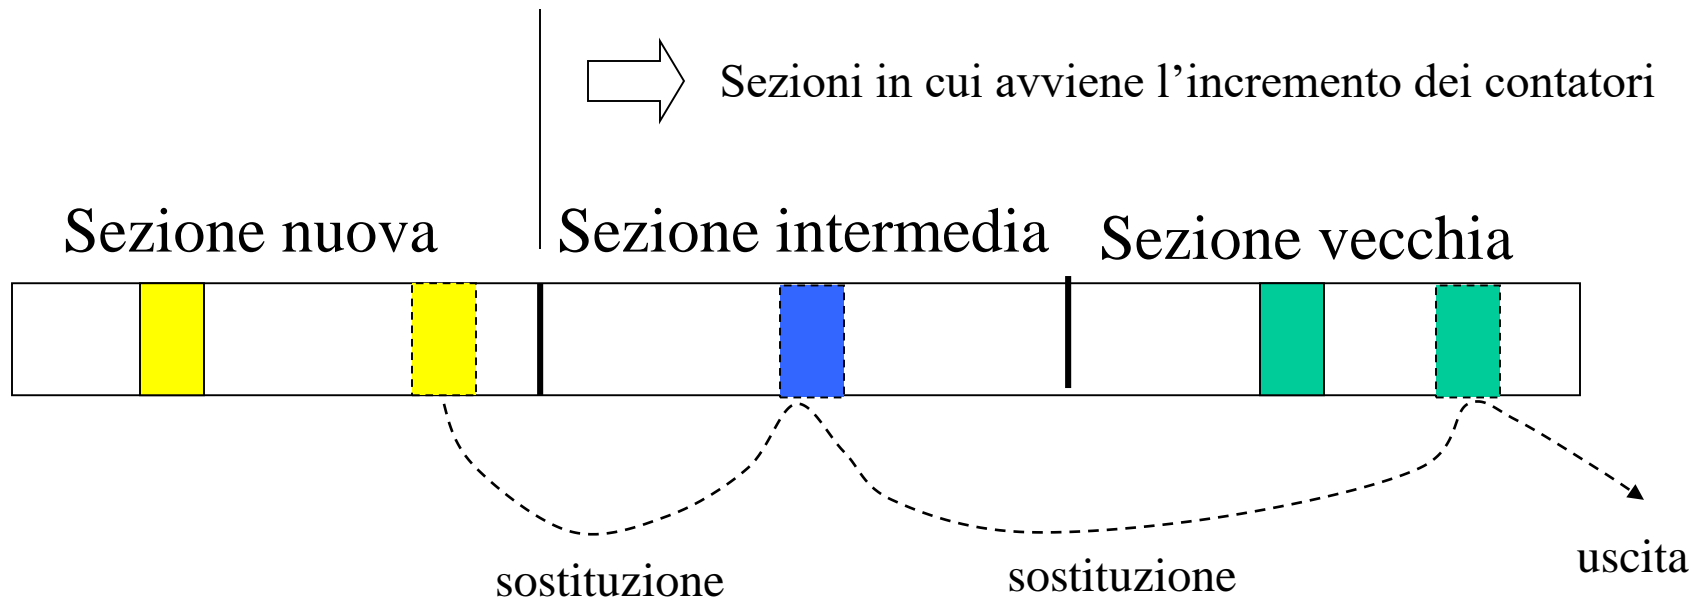 Sezioni in cui avviene l’incremento dei contatori
Sezione nuova
Sezione intermedia
Sezione vecchia
sostituzione
sostituzione
uscita